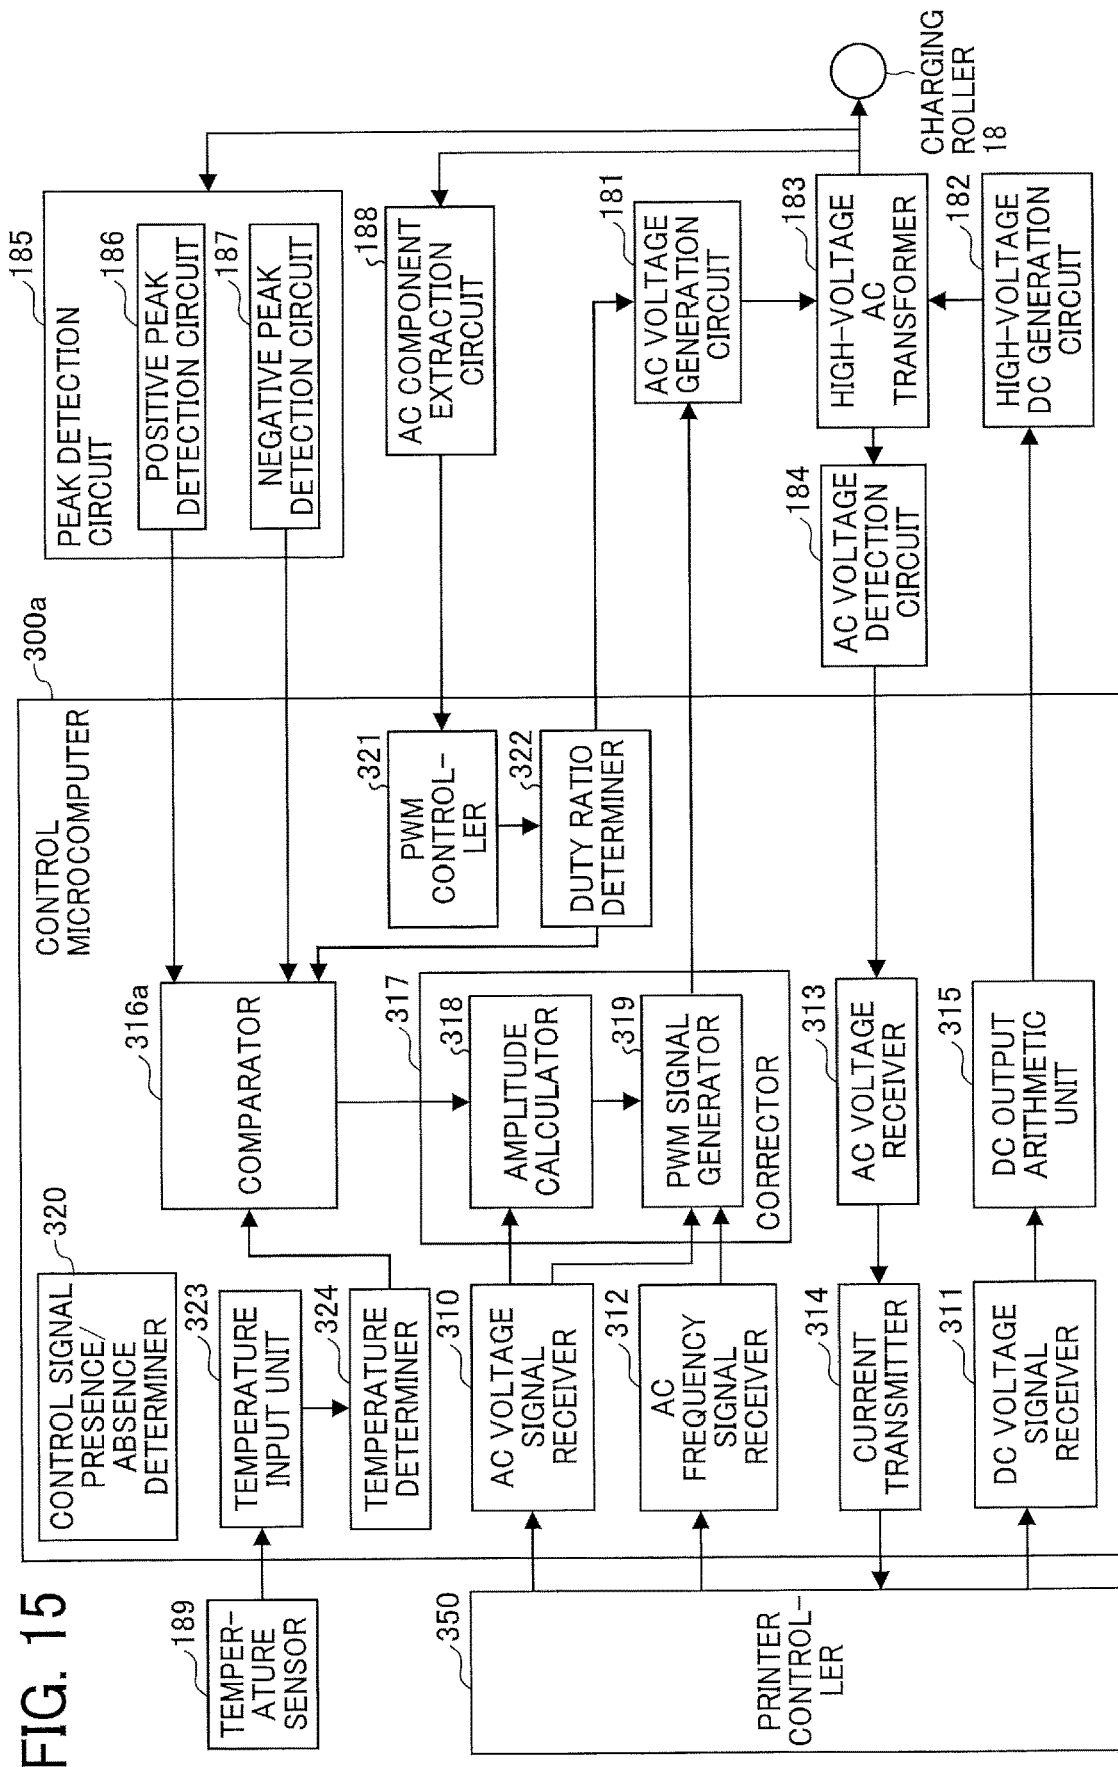 FIG. 15
189
TEMPER-
ATURE
SENSOR
350
PRINTER
CONTROL-
LER
300a
CONTROL
MICROCOMPUTER
320
CONTROL SIGNAL
PRESENCE/
ABSENCE
DETERMINER
323
TEMPERATURE
INPUT UNIT
324
TEMPERATURE
DETERMINER
310
AC VOLTAGE
SIGNAL
RECEIVER
312
AC
FREQUENCY
SIGNAL
RECEIVER
314
CURRENT
TRANSMITTER
311
DC VOLTAGE
SIGNAL
RECEIVER
316a
COMPARATOR
317
318
AMPLITUDE
CALCULATOR
319
PWM SIGNAL
GENERATOR
CORRECTOR
313
AC VOLTAGE
RECEIVER
315
DC OUTPUT
ARITHMETIC
UNIT
321
PWM
CONTROL-
LER
322
DUTY RATIO
DETERMINER
185
PEAK DETECTION
CIRCUIT
186
POSITIVE PEAK
DETECTION CIRCUIT
187
NEGATIVE PEAK
DETECTION CIRCUIT
188
AC COMPONENT
EXTRACTION
CIRCUIT
181
AC VOLTAGE
GENERATION
CIRCUIT
184
AC VOLTAGE
DETECTION
CIRCUIT
183
HIGH-VOLTAGE
AC
TRANSFORMER
182
HIGH-VOLTAGE
DC GENERATION
CIRCUIT
CHARGING
ROLLER
18